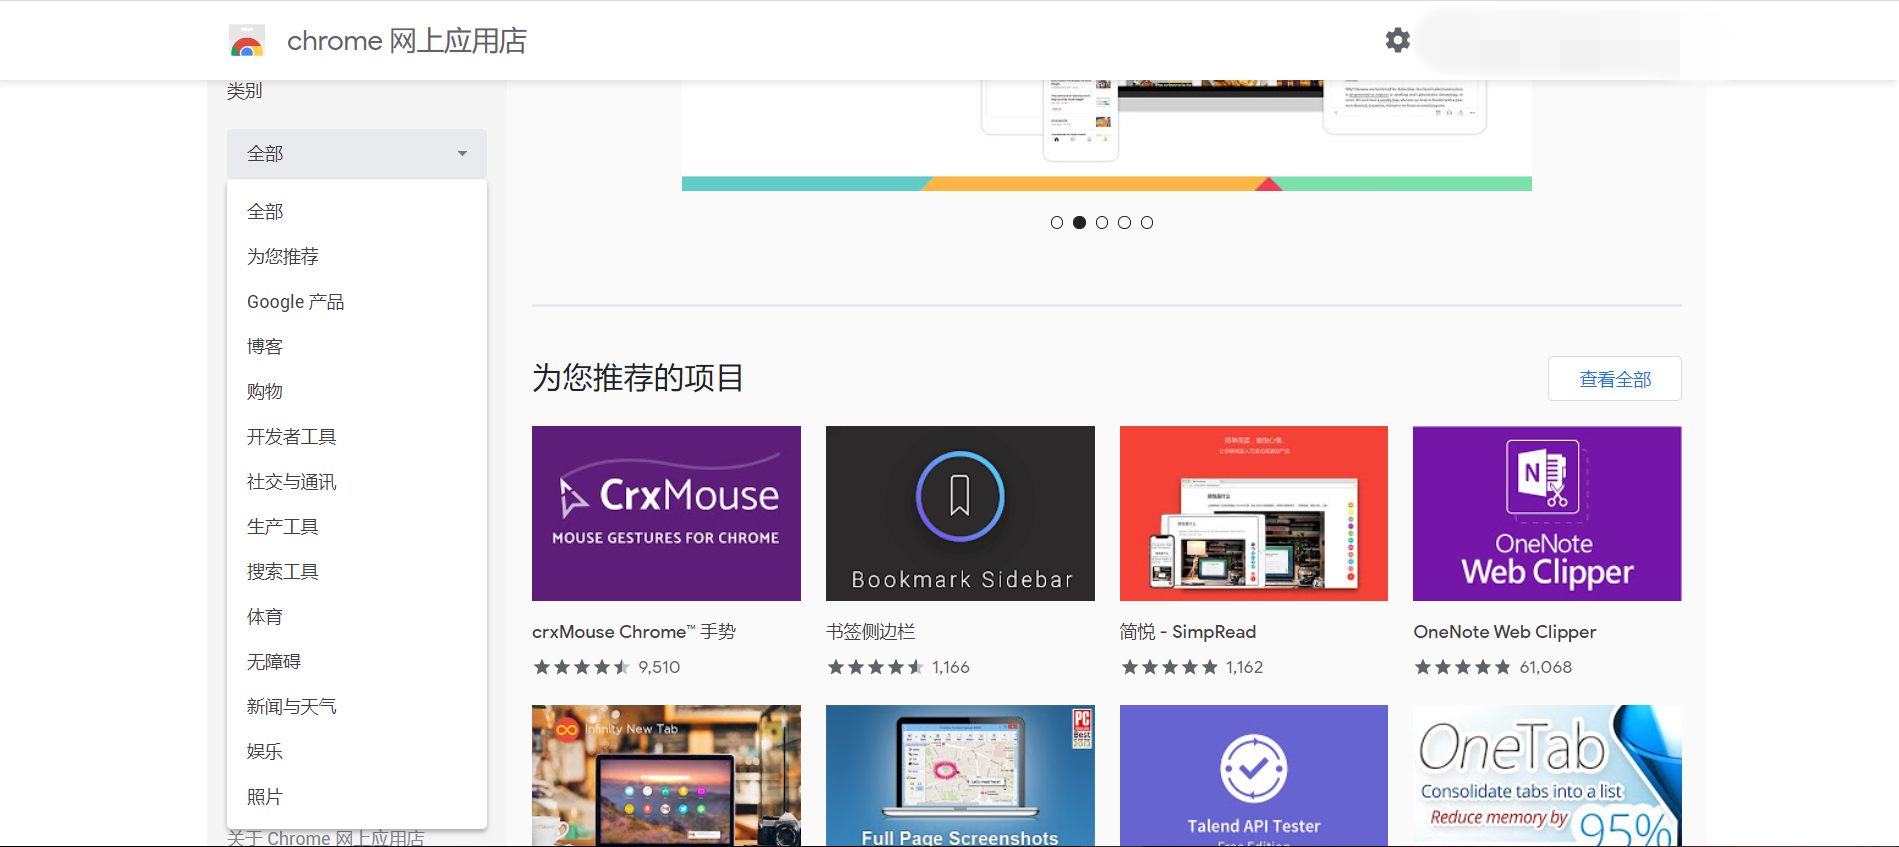 chrome 网上应用店
类别
全部
全部
为您推荐
Google 产品
博客
购物
开发者工具
社交与通讯
生产工具
搜索工具
体育
无障碍
新闻与天气
娱乐
照片
关于 Chrome 网上应用店
为您推荐的项目
查看全部
CrxMouse
MOUSE GESTURES FOR CHROME
Bookmark Sidebar
OneNote
Web Clipper
crxMouse Chrome™ 手势
书签侧边栏
简悦 - SimpRead
OneNote Web Clipper
9,510
1,166
1,162
61,068
Infinity New Tab
PC
Best
Full Page Screenshots
Talend API Tester
Free Edition
OneTab
Consolidate tabs into a list
Reduce memory by
95%